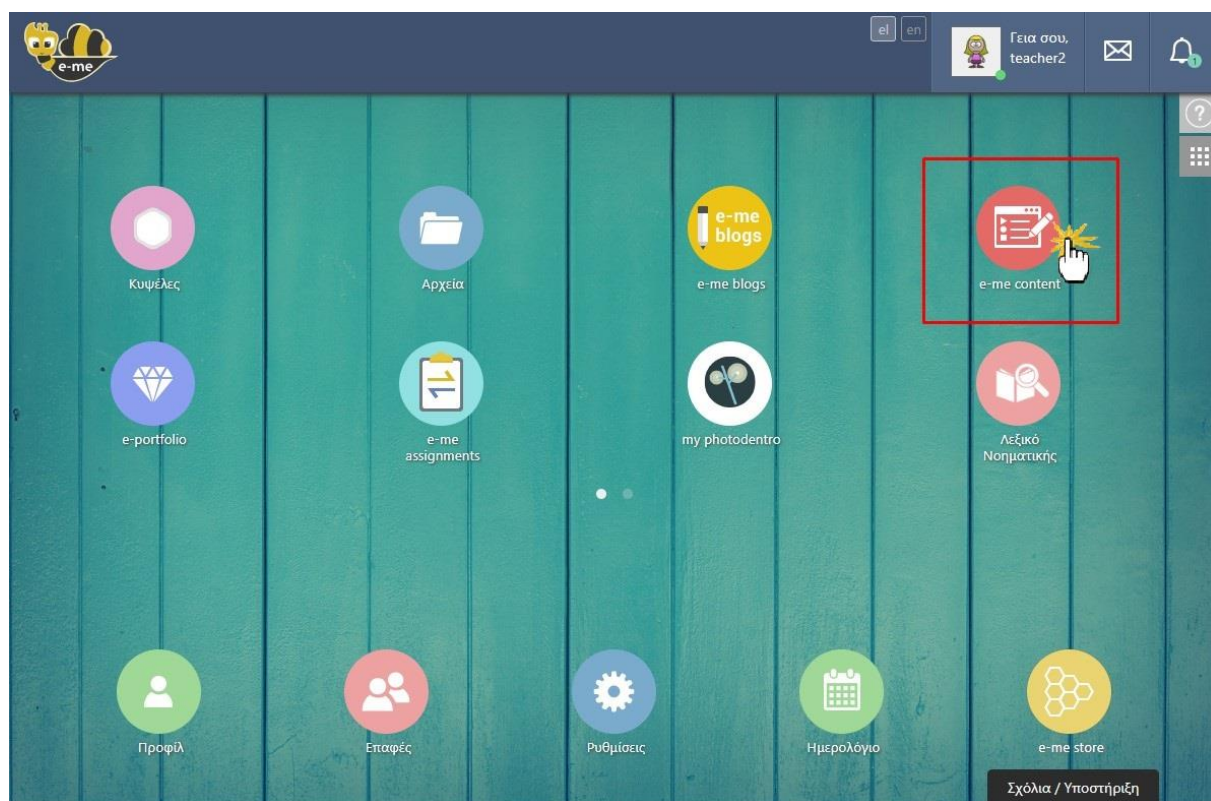 e-me
el en
Γεια σου,
teacher2
1
?
e-me
blogs
Κυψέλες
Αρχεία
e-me blogs
e-me content
e-portfolio
e-me
assignments
my photodentro
Λεξικό
Νοηματικής
Προφίλ
Επαφές
Ρυθμίσεις
Ημερολόγιο
e-me store
Σχόλια / Υποστήριξη